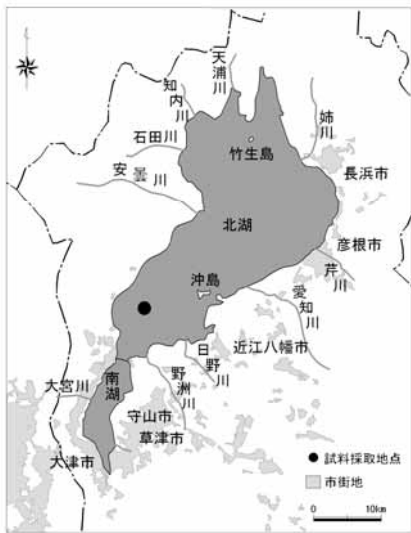 天浦川
知内川
石田川
安曇川
姉川
竹生島
長浜市
北湖
彦根市
芹川
沖島
愛知川
近江八幡市
日野川
野洲川
南湖
大宮川
守山市
草津市
大津市
試料採取地点
市街地
0 10km